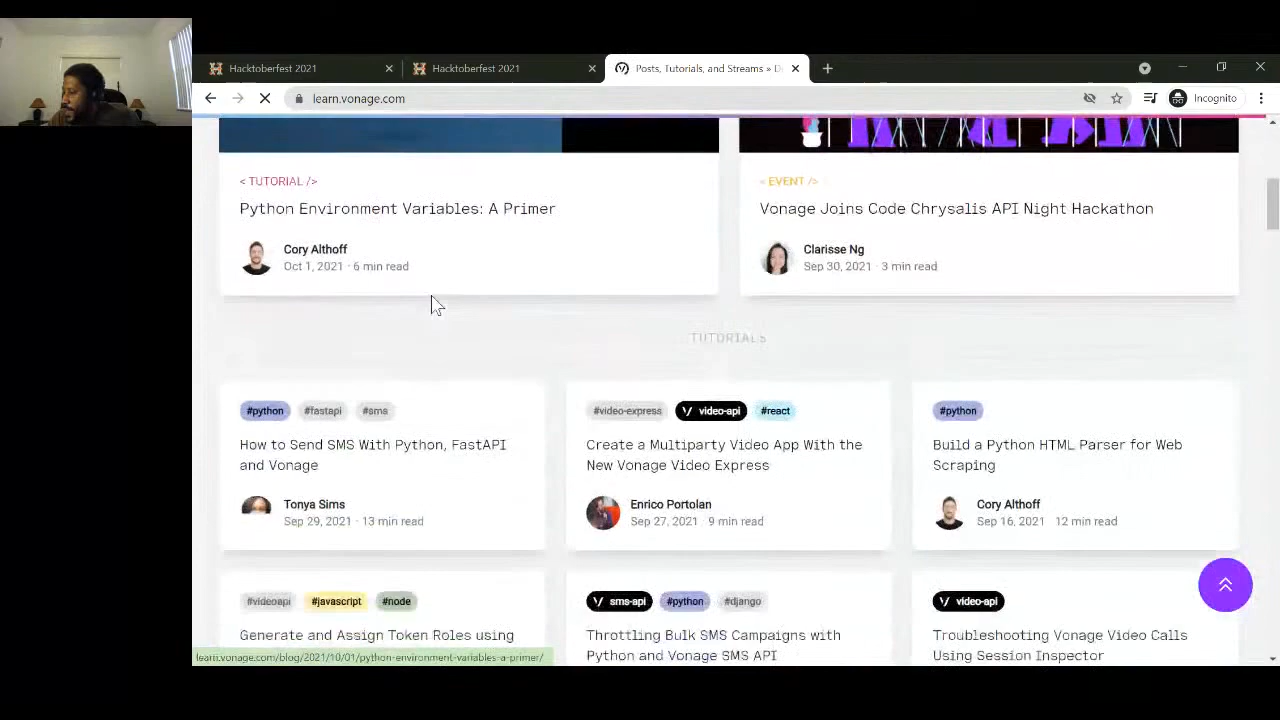 Hacktoberfest 2021
Hacktoberfest 2021
Posts, Tutorials, and Streams » D
learn.vonage.com
Incognito
< TUTORIAL />
Python Environment Variables: A Primer
Cory Althoff
Oct 1, 2021 · 6 min read
< EVENT />
Vonage Joins Code Chrysalis API Night Hackathon
Clarisse Ng
Sep 30, 2021 · 3 min read
TUTORIALS
#python #fastapi #sms
How to Send SMS With Python, FastAPI
and Vonage
Tonya Sims
Sep 29, 2021 · 13 min read
#video-express video-api #react
Create a Multiparty Video App With the
New Vonage Video Express
Enrico Portolan
Sep 27, 2021 · 9 min read
#python
Build a Python HTML Parser for Web
Scraping
Cory Althoff
Sep 16, 2021 · 12 min read
#videoapi #javascript #node
Generate and Assign Token Roles using
sms-api #python #django
Throttling Bulk SMS Campaigns with
Python and Vonage SMS API
video-api
Troubleshooting Vonage Video Calls
Using Session Inspector
learn.vonage.com/blog/2021/10/01/python-environment-variables-a-primer/